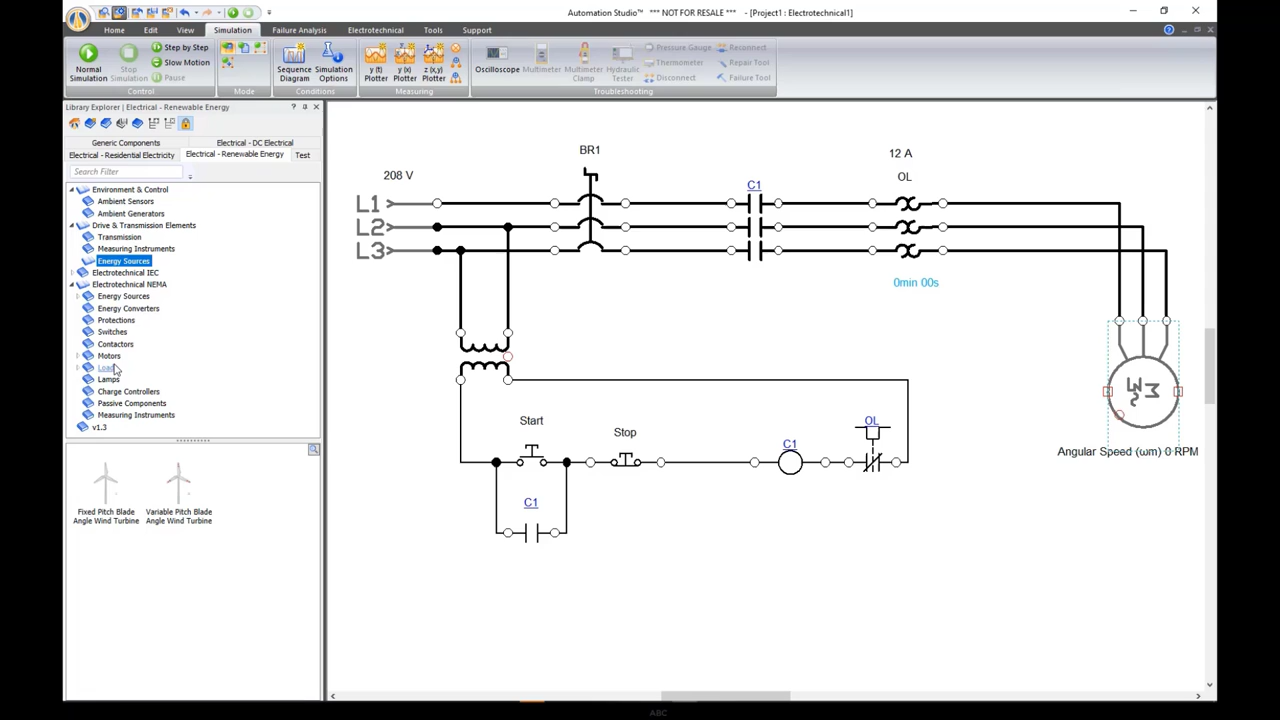 Automation Studio™ *** NOT FOR RESALE *** - [Project1 : Electrotechnical1]
Home Edit View Simulation Failure Analysis Electrotechnical Tools Support
Normal Simulation
Stop Simulation
Step by Step
Slow Motion
Pause
Control
Mode
Sequence Diagram
Simulation Options
Conditions
y (t) Plotter
y (x) Plotter
z (x,y) Plotter
Measuring
Oscilloscope
Multimeter
Multimeter Clamp
Hydraulic Tester
Pressure Gauge
Thermometer
Disconnect
Reconnect
Repair Tool
Failure Tool
Troubleshooting
Library Explorer | Electrical - Renewable Energy
Generic Components Electrical - DC Electrical
Electrical - Residential Electricity Electrical - Renewable Energy Test
Search Filter
Environment & Control
Ambient Sensors
Ambient Generators
Drive & Transmission Elements
Transmission
Measuring Instruments
Energy Sources
Electrotechnical IEC
Electrotechnical NEMA
Energy Sources
Energy Converters
Protections
Switches
Contactors
Motors
Lamps
Charge Controllers
Passive Components
Measuring Instruments
v1.3
Fixed Pitch Blade
Angle Wind Turbine
Variable Pitch Blade
Angle Wind Turbine
208 V
BR1
12 A
OL
C1
L1
L2
L3
0min 00s
Start
Stop
C1
OL
C1
Angular Speed (ωm) 0 RPM
ABC